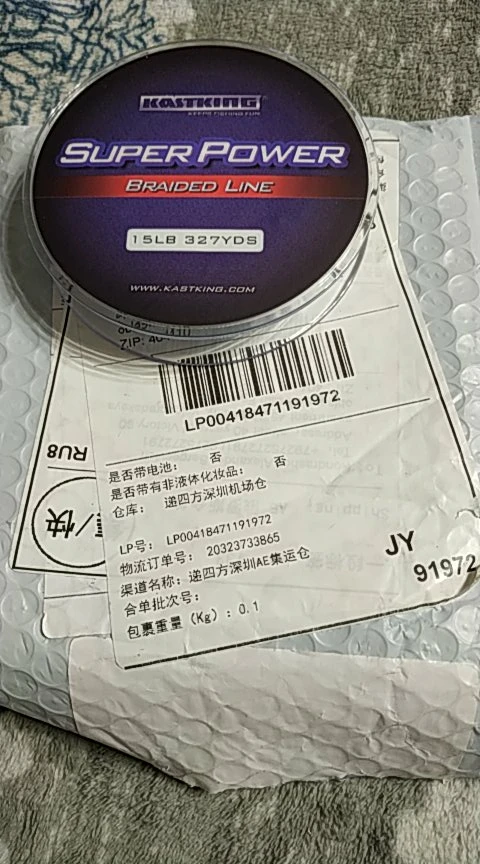 KASTKING
KEEPS FISHING FUN
SUPER POWER
BRAIDED LINE
15LB 327YDS
WWW.KASTKING.COM
LP00418471191972
是否带电池： 否
是否带有非液体化妆品： 否
仓库： 递四方深圳机场仓
LP号： LP00418471191972
物流订单号： 20323733865
渠道名称：递四方深圳AE集运仓
合单批次号：
包裹重量（Kg）：0.1
JY
91972
RU8
快